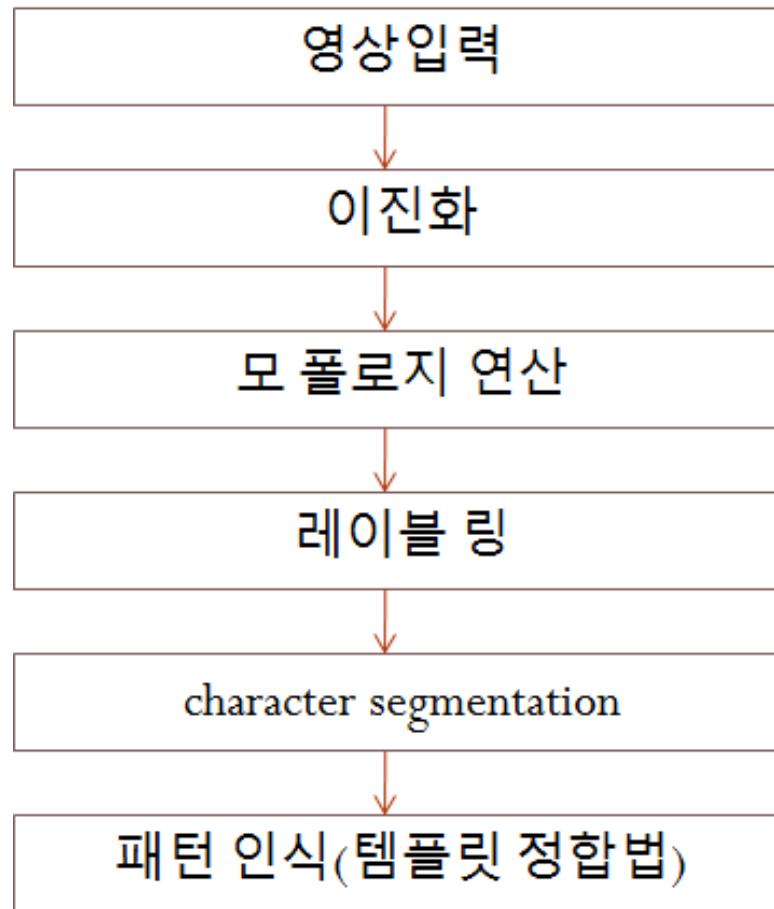 영상입력
이진화
모 폴로지 연산
레이블 링
character segmentation
패턴 인식(템플릿 정합법)